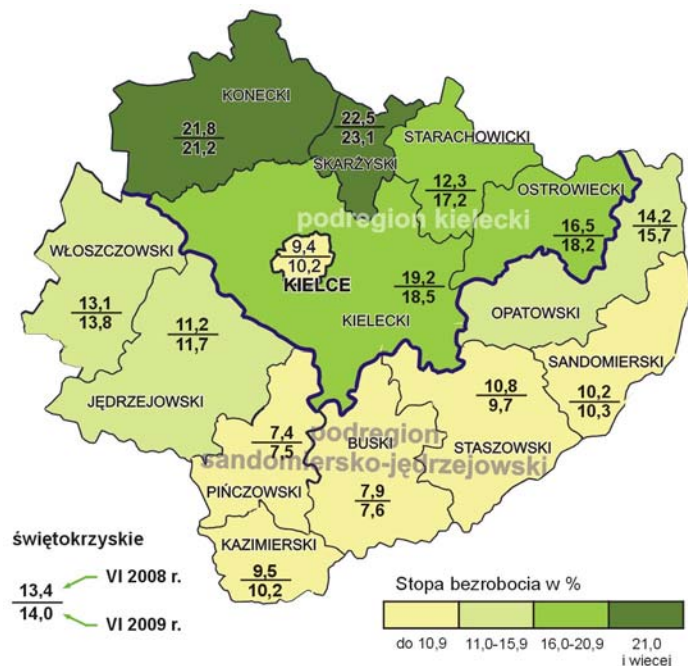 KONECKI
21,8
21,2
22,5
23,1
SKARŻYSKI
STARACHOWICKI
12,3
17,2
OSTROWIECKI
16,5
18,2
14,2
15,7
podregion kielecki
WŁOSZCZOWSKI
13,1
13,8
9,4
10,2
KIELCE
19,2
18,5
KIELECKI
OPATOWSKI
11,2
11,7
JĘDRZEJOWSKI
SANDOMIERSKI
10,2
10,3
10,8
9,7
STASZOWSKI
7,4
7,5
PIŃCZOWSKI
podregion
sandomiersko-jędrzejowski
BUSKI
7,9
7,6
KAZIMIERSKI
9,5
10,2
świętokrzyskie
13,4 VI 2008 r.
14,0 VI 2009 r.
Stopa bezrobocia w %
do 10,9 11,0-15,9 16,0-20,9 21,0
i więcej